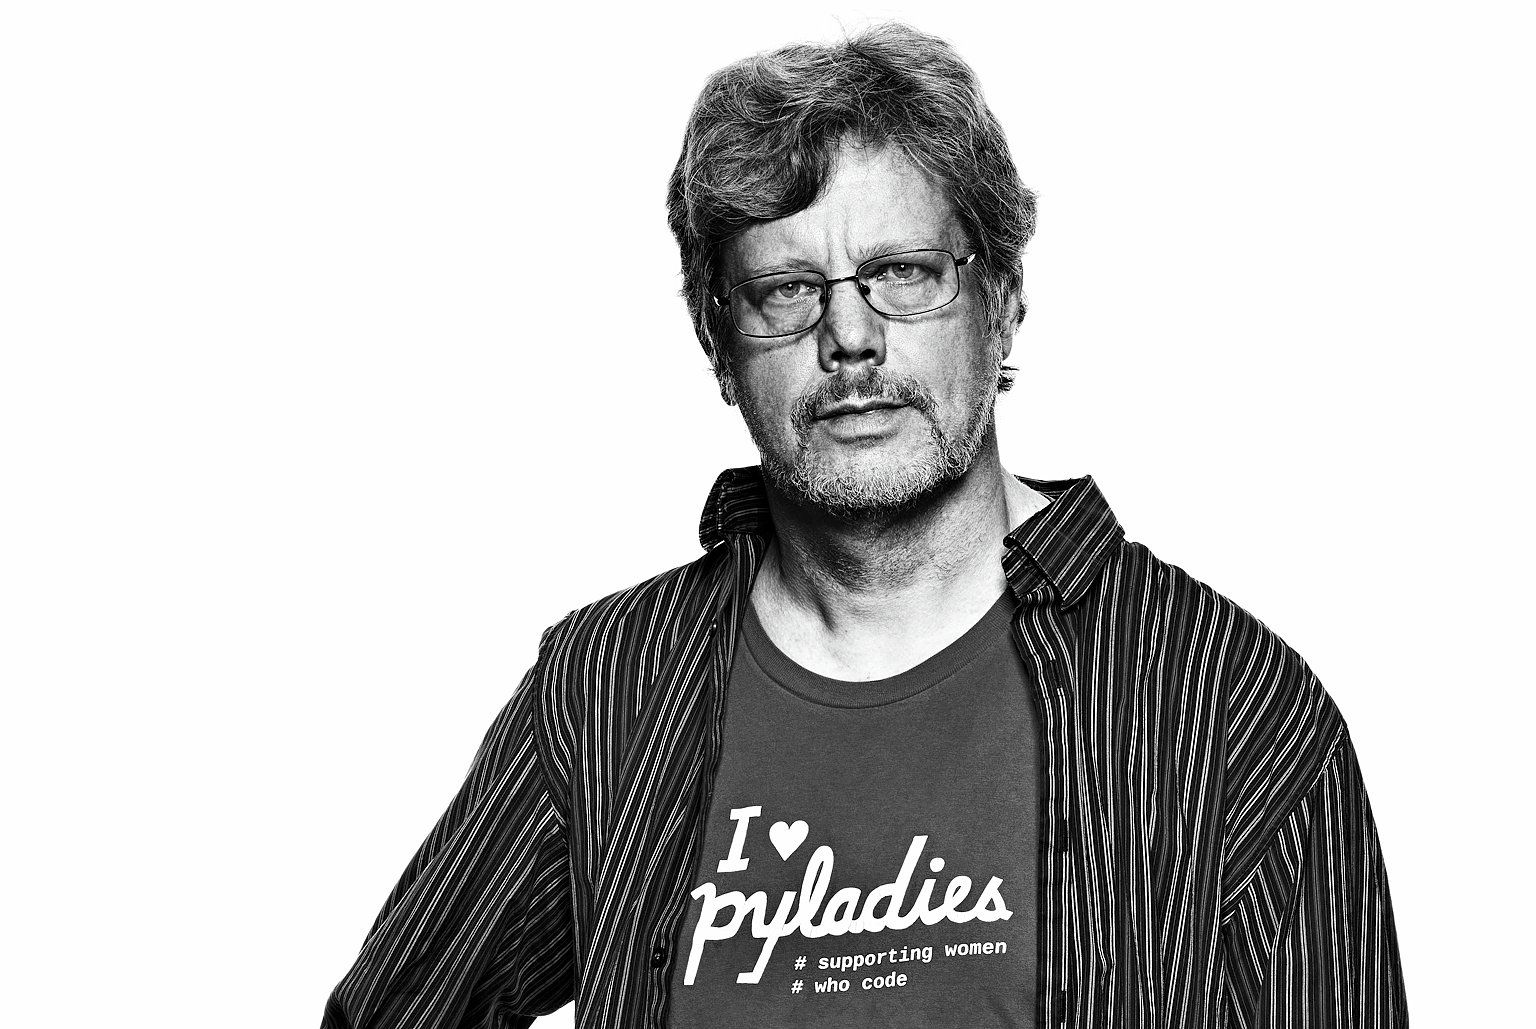 I ♥
pyladies
# supporting women
# who code